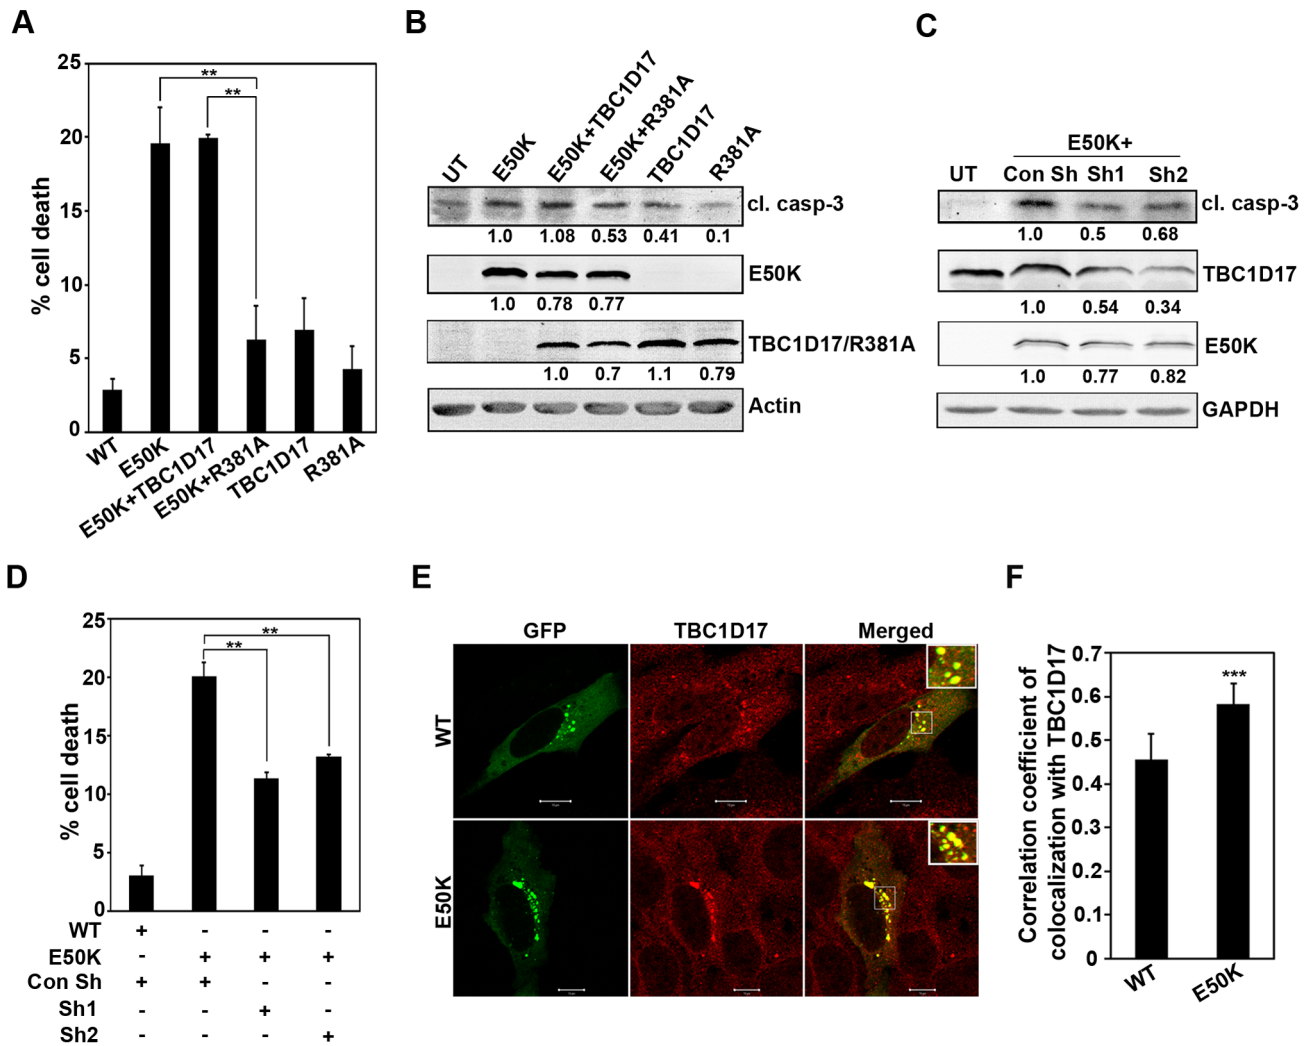 A
25
20
15
10
5
0
% cell death
**
**
WT
E50K
E50K+TBC1D17
E50K+R381A
TBC1D17
R381A
B
UT
E50K
E50K+TBC1D17
E50K+R381A
TBC1D17
R381A
cl. casp-3
1.0 1.08 0.53 0.41 0.1
E50K
1.0 0.78 0.77
TBC1D17/R381A
1.0 0.7 1.1 0.79
Actin
C
E50K+
UT Con Sh Sh1 Sh2
cl. casp-3
1.0 0.5 0.68
TBC1D17
1.0 0.54 0.34
E50K
1.0 0.77 0.82
GAPDH
D
25
20
15
10
5
0
% cell death
**
**
WT + - - -
E50K - + + +
Con Sh + + - -
Sh1 - - + -
Sh2 - - - +
E
GFP TBC1D17 Merged
WT
E50K
F
Correlation coefficient of
colocalization with TBC1D17
0.7
0.6
0.5
0.4
0.3
0.2
0.1
0
***
WT
E50K